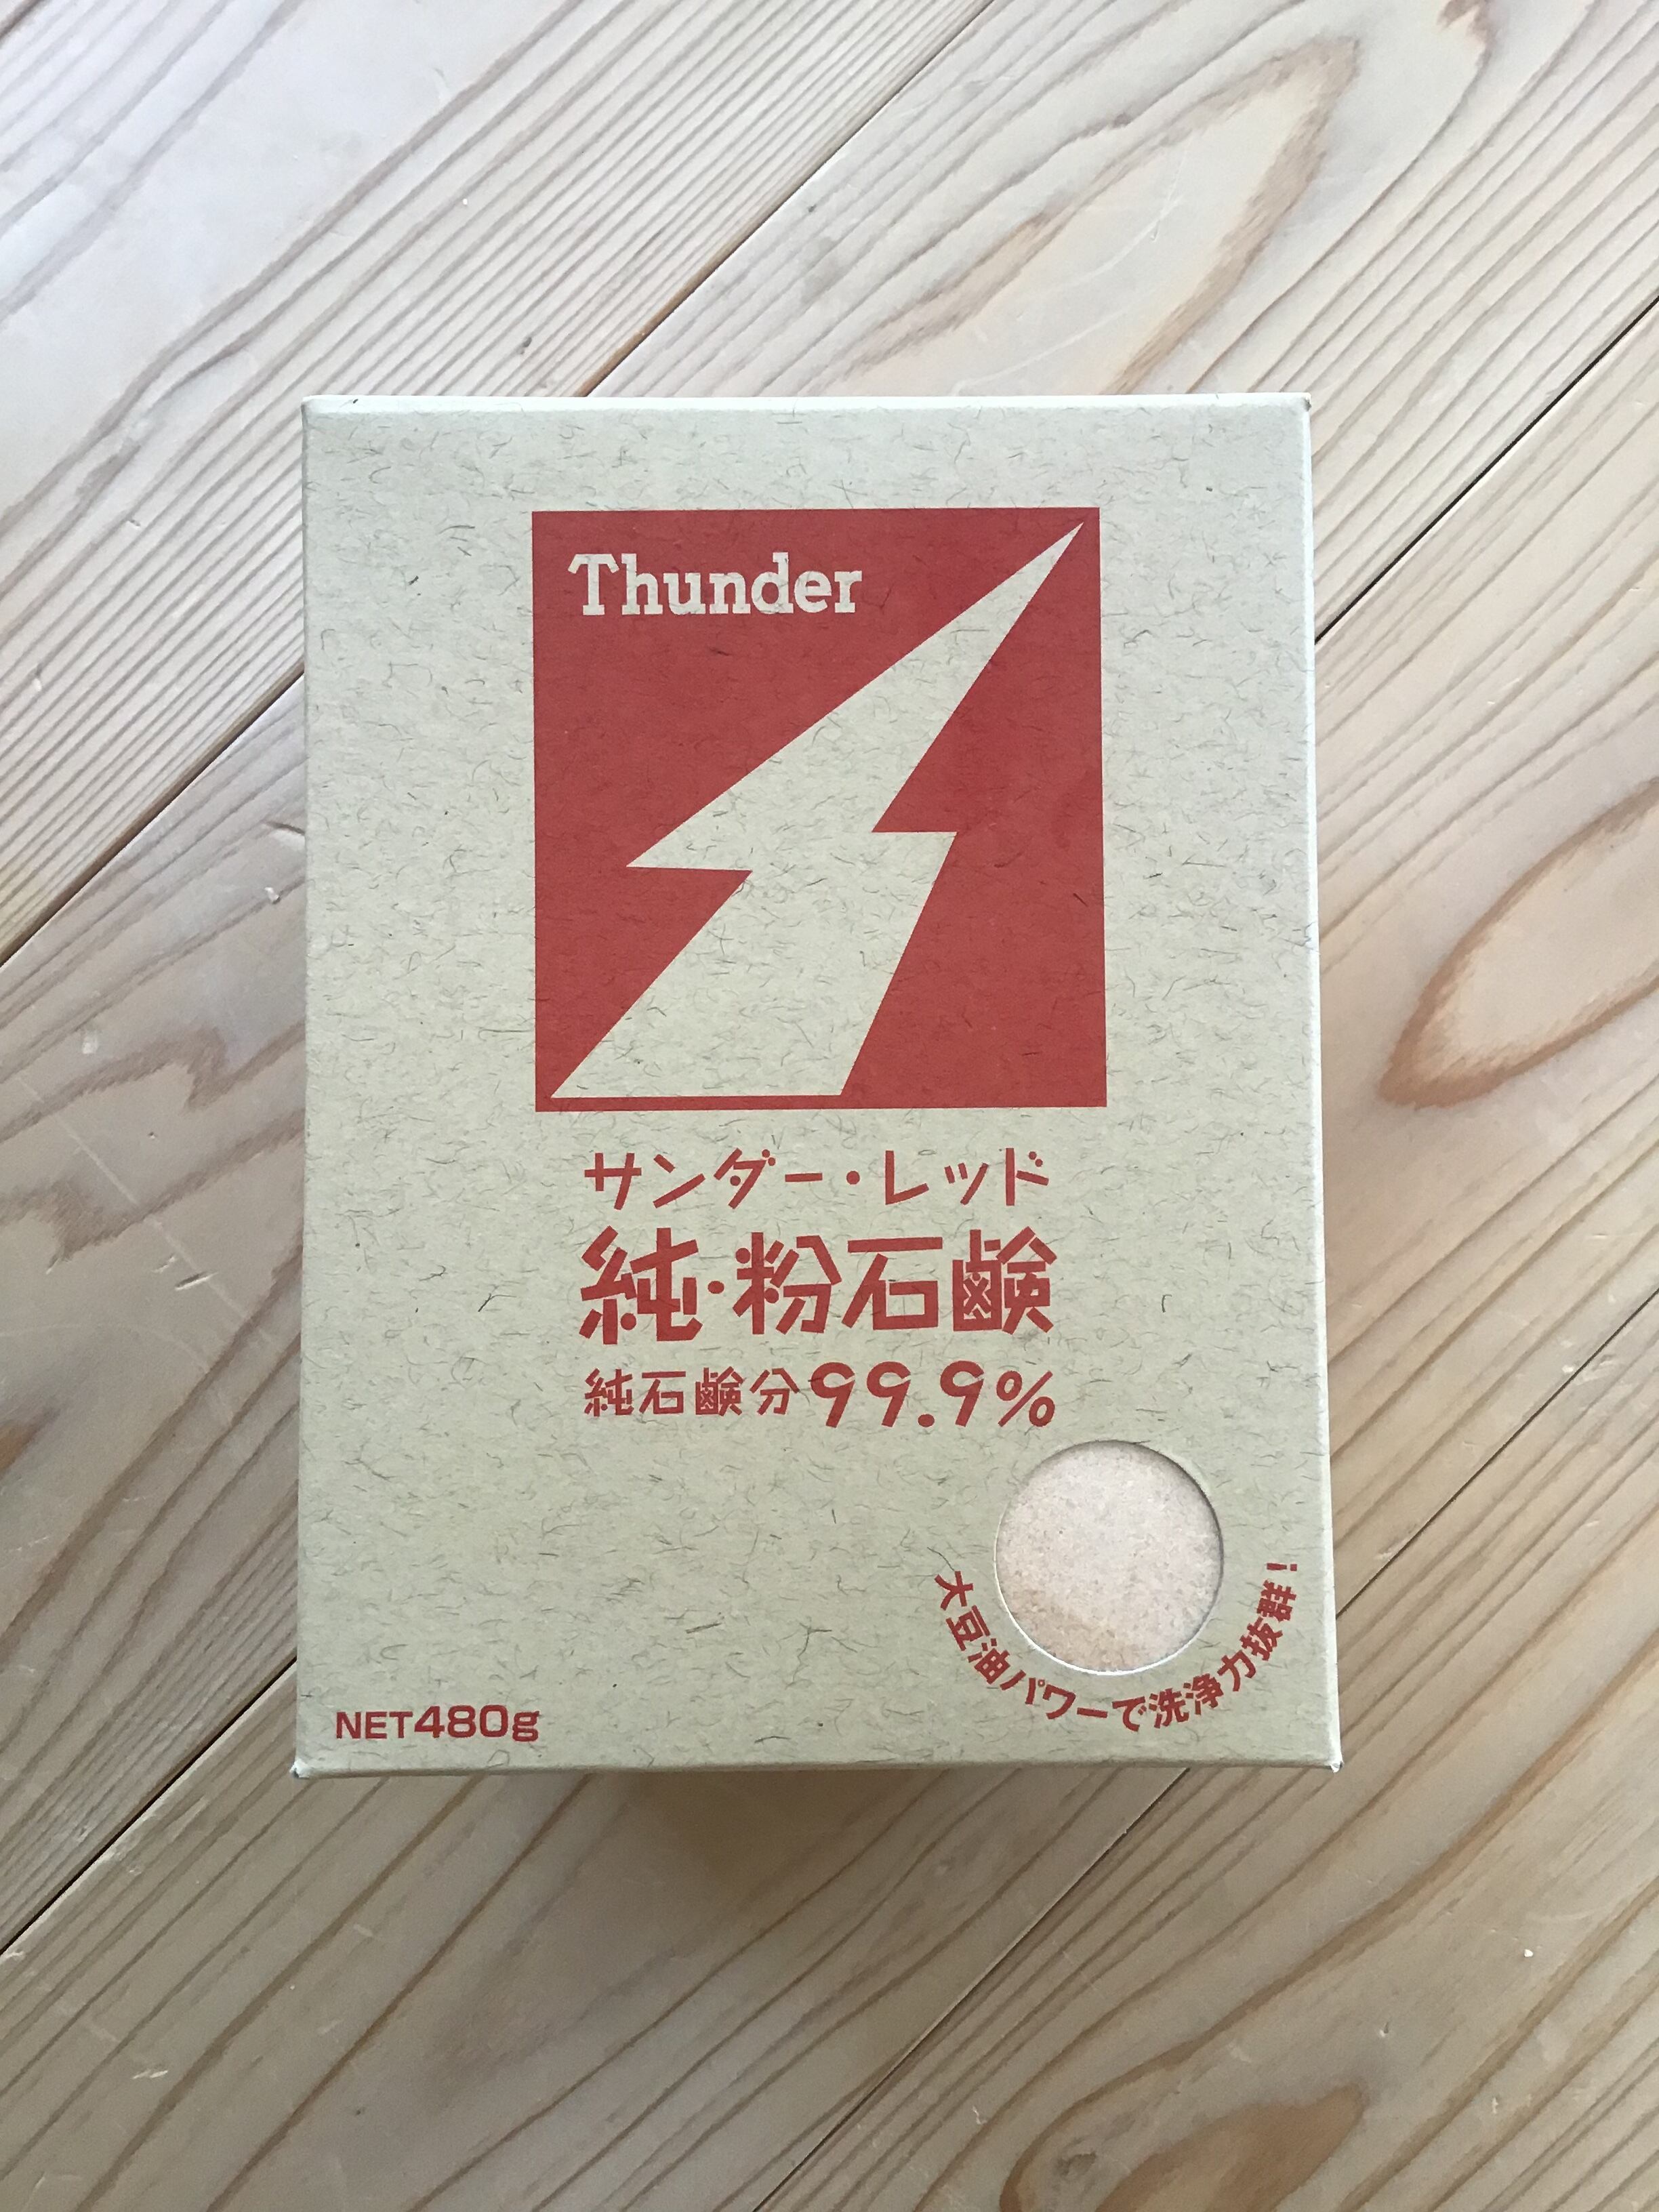 Thunder
サンダー・レッド
純・粉石鹸
純石鹸分99.9%
大豆油パワーで洗浄力抜群！
NET480g